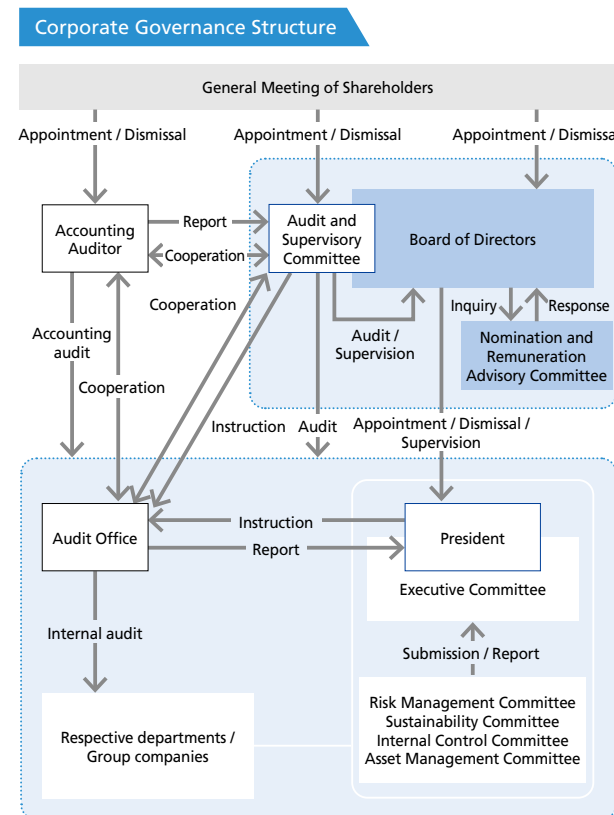 Corporate Governance Structure
General Meeting of Shareholders
Appointment / Dismissal
Appointment / Dismissal
Appointment / Dismissal
Accounting
Auditor
Report
Cooperation
Audit and
Supervisory
Committee
Board of Directors
Inquiry
Response
Nomination and
Remuneration
Advisory Committee
Accounting
audit
Cooperation
Cooperation
Audit /
Supervision
Instruction
Audit
Appointment / Dismissal /
Supervision
Audit Office
Instruction
Report
President
Executive Committee
Internal audit
Submission / Report
Respective departments /
Group companies
Risk Management Committee
Sustainability Committee
Internal Control Committee
Asset Management Committee